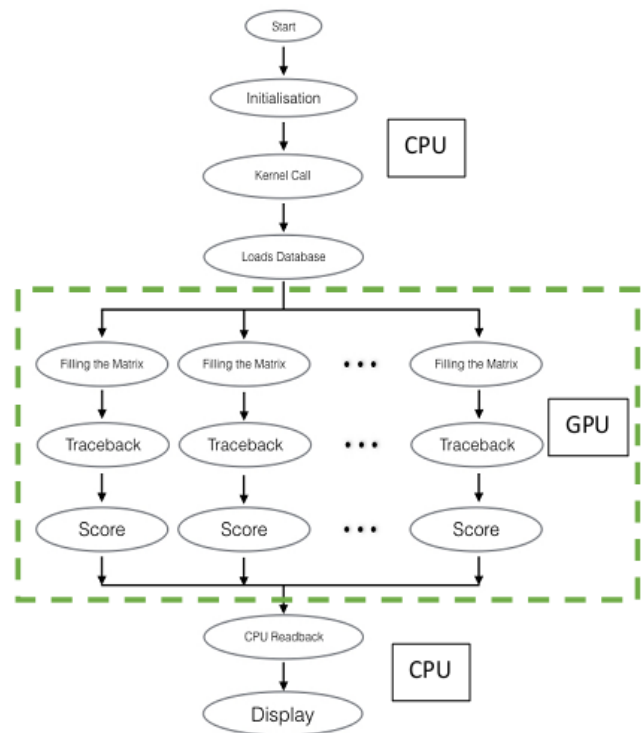 Start
Initialisation
CPU
Kernel Call
Loads Database
Filling the Matrix Filling the Matrix ••• Filling the Matrix
GPU
Traceback Traceback ••• Traceback
Score Score ••• Score
CPU Readback
CPU
Display